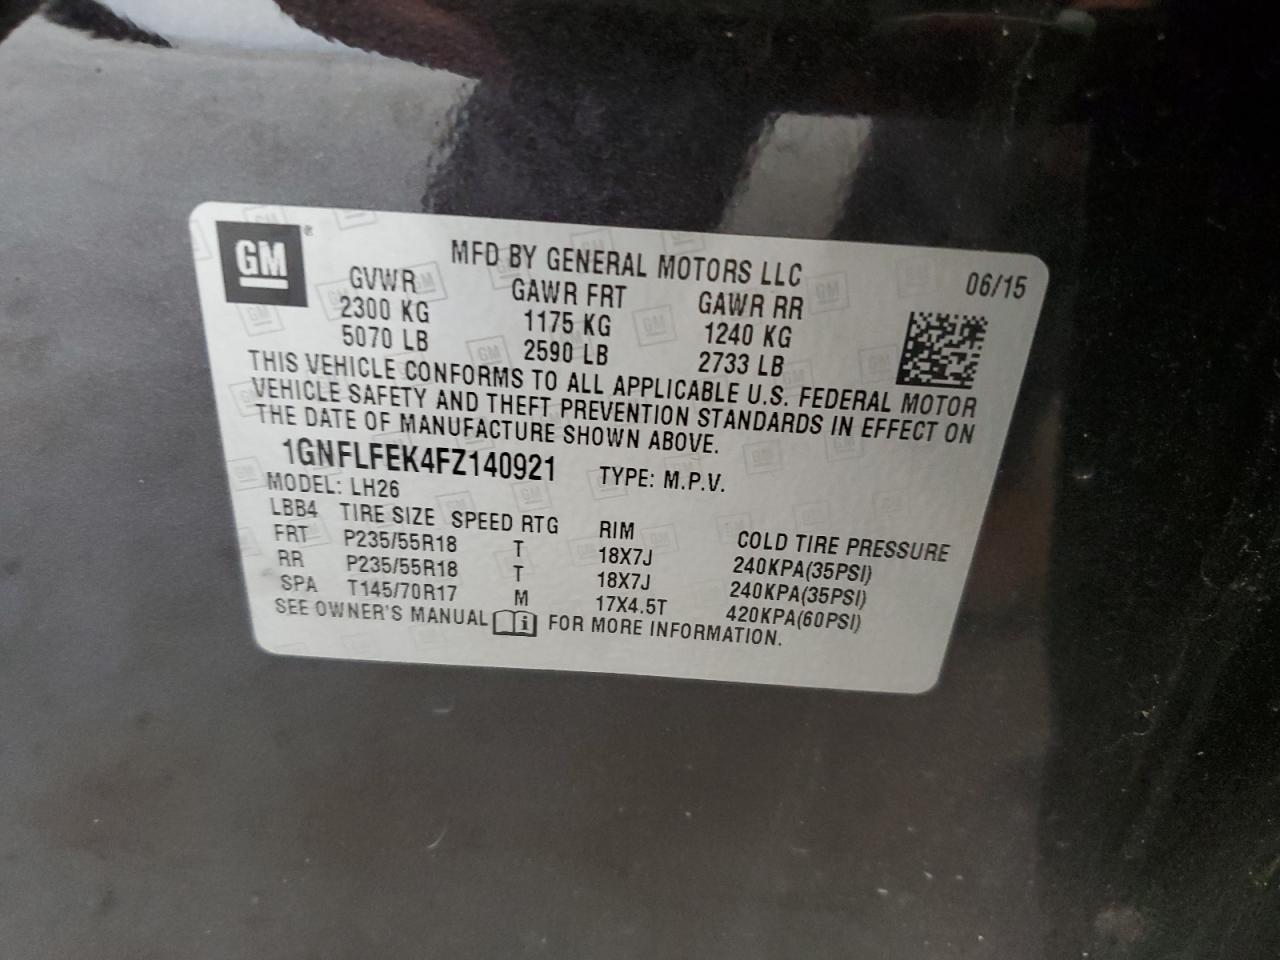 GM®
MFD BY GENERAL MOTORS LLC 06/15
GVWR GAWR FRT GAWR RR
2300 KG 1175 KG 1240 KG
5070 LB 2590 LB 2733 LB
THIS VEHICLE CONFORMS TO ALL APPLICABLE U.S. FEDERAL MOTOR
VEHICLE SAFETY AND THEFT PREVENTION STANDARDS IN EFFECT ON
THE DATE OF MANUFACTURE SHOWN ABOVE.
1GNFLFEK4FZ140921 TYPE: M.P.V.
MODEL: LH26
LBB4 TIRE SIZE SPEED RTG RIM COLD TIRE PRESSURE
FRT P235/55R18 T 18X7J 240KPA(35PSI)
RR P235/55R18 T 18X7J 240KPA(35PSI)
SPA T145/70R17 M 17X4.5T 420KPA(60PSI)
SEE OWNER'S MANUAL i FOR MORE INFORMATION.